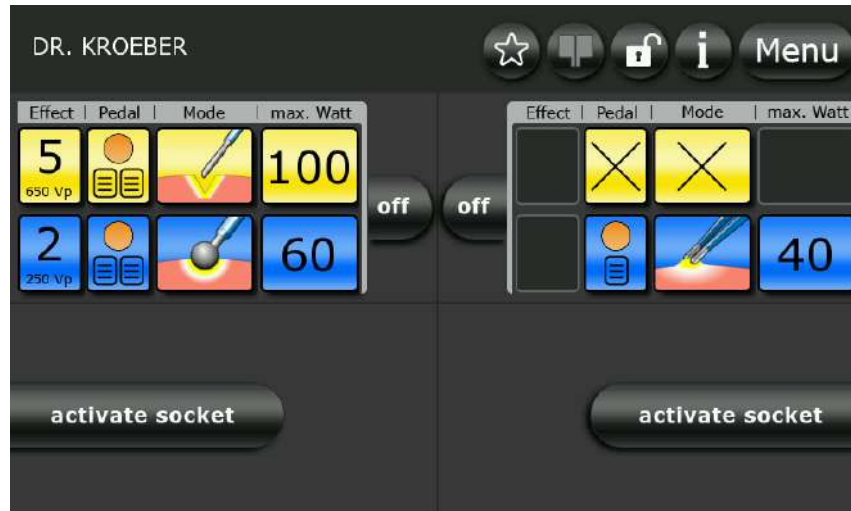 DR. KROEBER
i
Menu
Effect | Pedal | Mode | max. Watt
5
650 Vp
100
2
250 Vp
60
off
off
Effect | Pedal | Mode | max. Watt
40
activate socket
activate socket